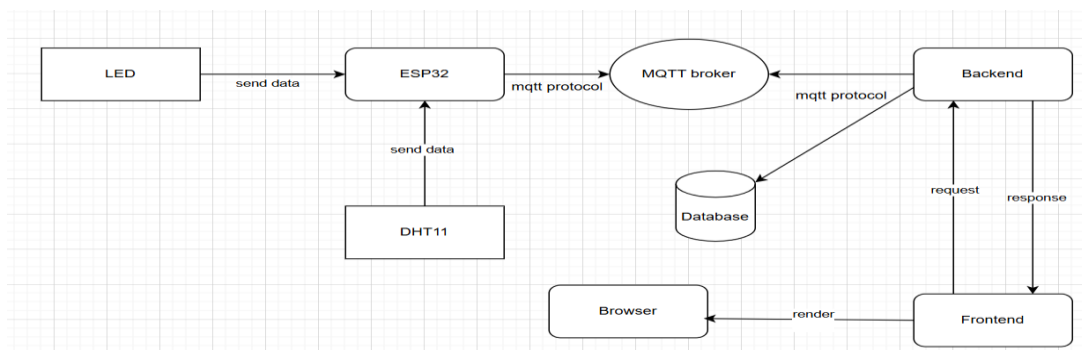 LED
send data
ESP32
mqtt protocol
MQTT broker
mqtt protocol
Backend
send data
DHT11
Database
request
response
Browser
render
Frontend